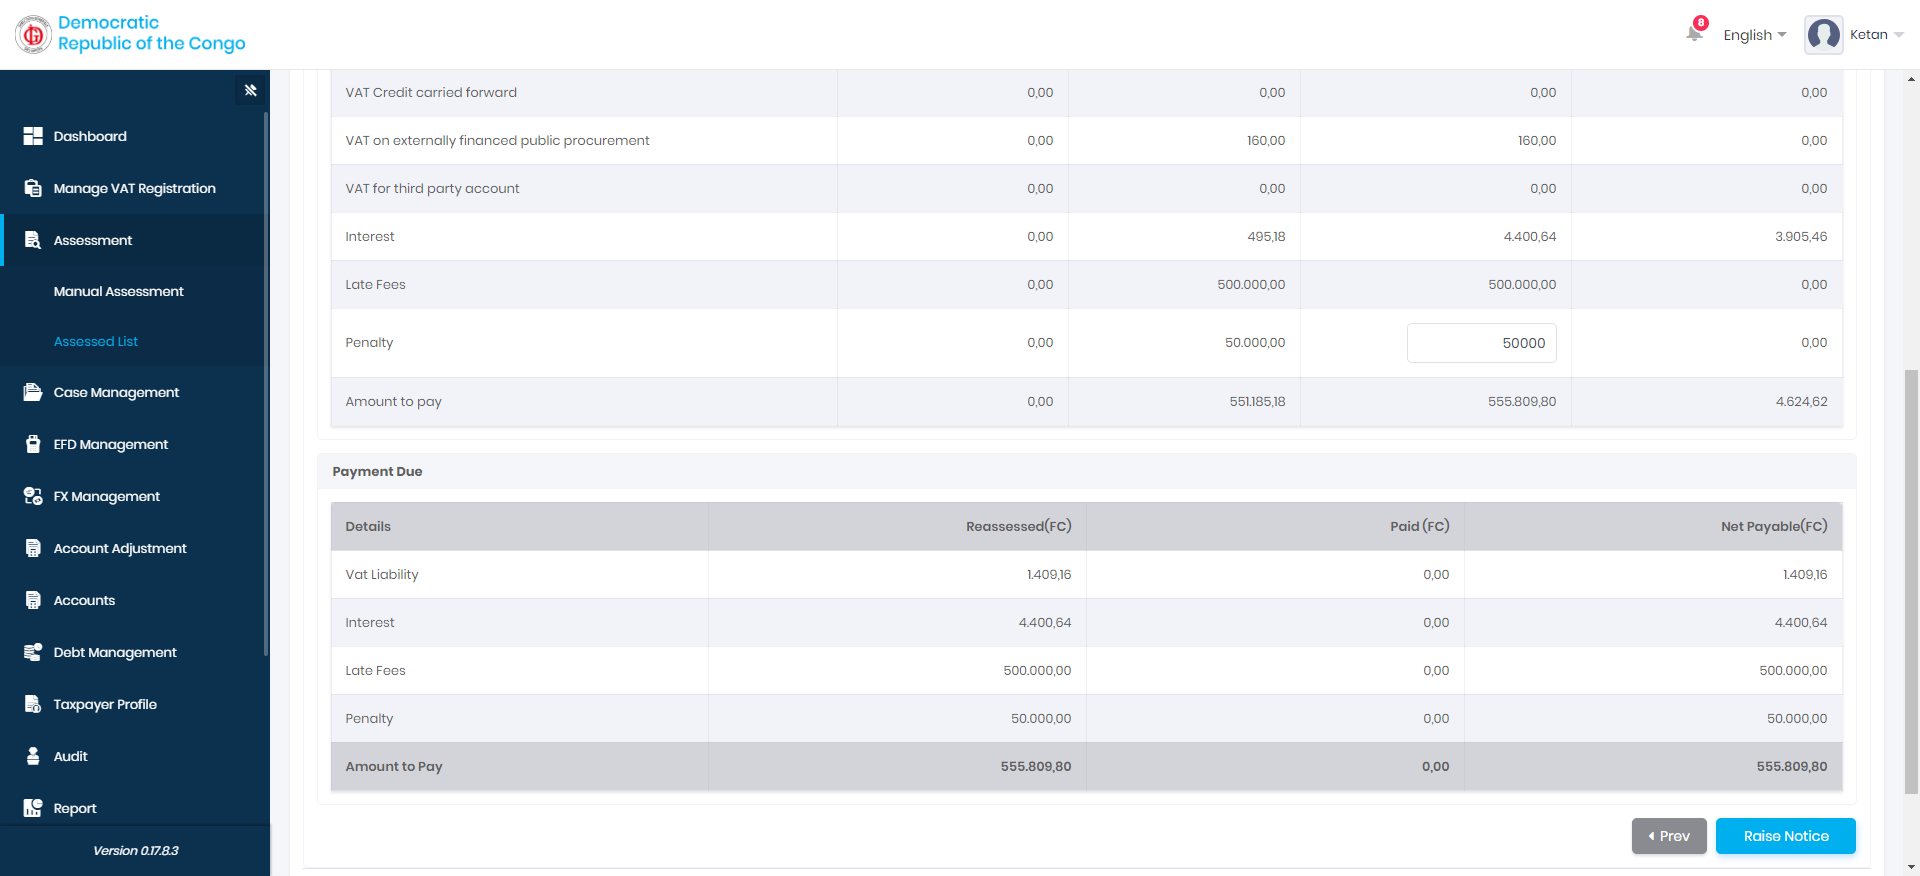 Democratic
Republic of the Congo
8
English
Ketan
Dashboard
Manage VAT Registration
Assessment
Manual Assessment
Assessed List
Case Management
EFD Management
FX Management
Account Adjustment
Accounts
Debt Management
Taxpayer Profile
Audit
Report
Version 0.17.8.3
VAT Credit carried forward 0,00 0,00 0,00 0,00
VAT on externally financed public procurement 0,00 160,00 160,00 0,00
VAT for third party account 0,00 0,00 0,00 0,00
Interest 0,00 495,18 4.400,64 3.905,46
Late Fees 0,00 500.000,00 500.000,00 0,00
Penalty 0,00 50.000,00 50000 0,00
Amount to pay 0,00 551.185,18 555.809,80 4.624,62
Payment Due
Details Reassessed(FC) Paid (FC) Net Payable(FC)
Vat Liability 1.409,16 0,00 1.409,16
Interest 4.400,64 0,00 4.400,64
Late Fees 500.000,00 0,00 500.000,00
Penalty 50.000,00 0,00 50.000,00
Amount to Pay 555.809,80 0,00 555.809,80
Prev
Raise Notice